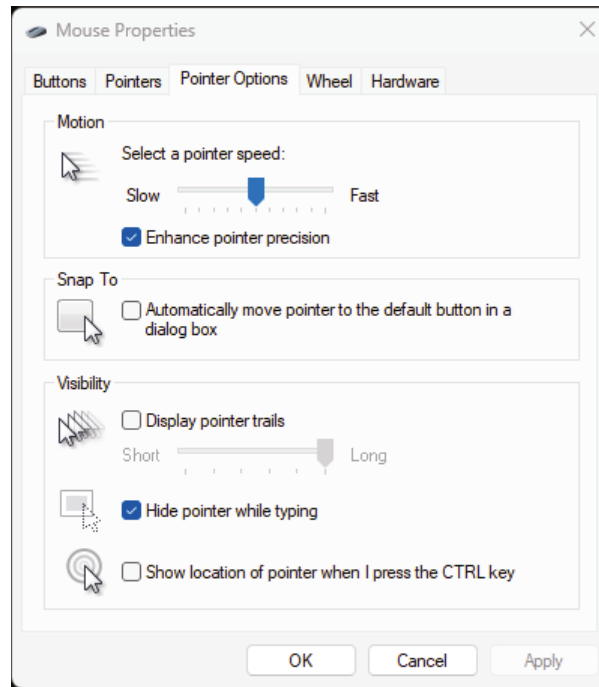 Mouse Properties
Buttons Pointers Pointer Options Wheel Hardware
Motion
Select a pointer speed:
Slow Fast
Enhance pointer precision
Snap To
Automatically move pointer to the default button in a
dialog box
Visibility
Display pointer trails
Short Long
Hide pointer while typing
Show location of pointer when I press the CTRL key
OK Cancel Apply